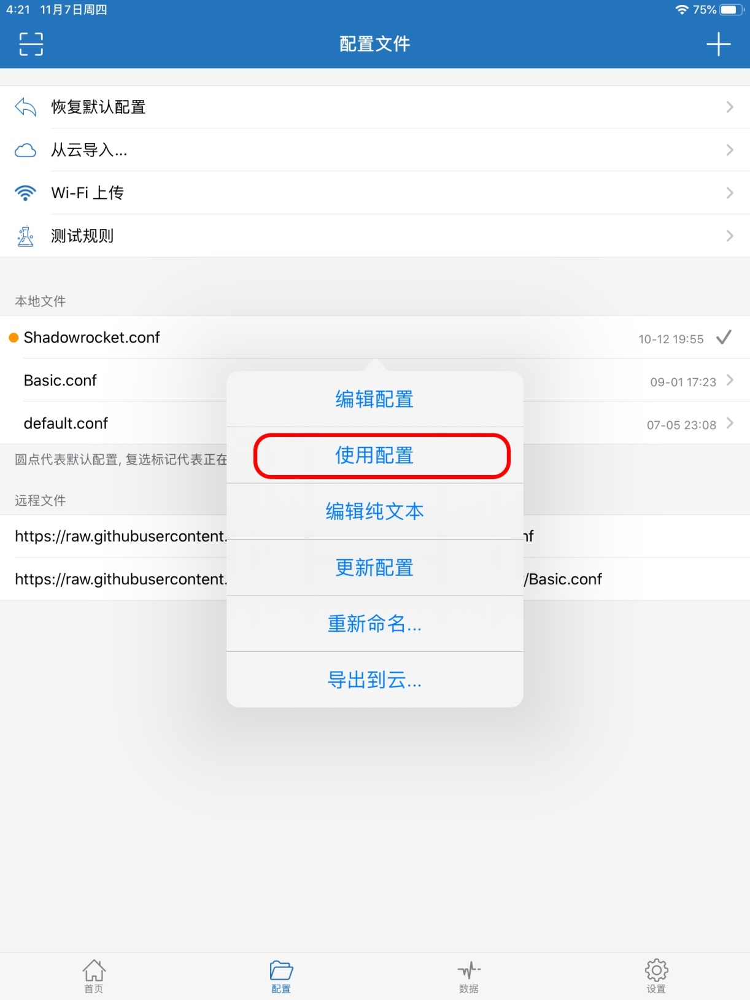 4:21 11月7日周四 75%
配置文件
恢复默认配置
从云导入...
Wi-Fi 上传
测试规则
本地文件
Shadowrocket.conf 10-12 19:55
Basic.conf 09-01 17:23
default.conf 07-05 23:08
圆点代表默认配置, 复选标记代表正在
远程文件
https://raw.githubusercontent. nf
https://raw.githubusercontent. /Basic.conf
编辑配置
使用配置
编辑纯文本
更新配置
重新命名...
导出到云...
首页 配置 数据 设置